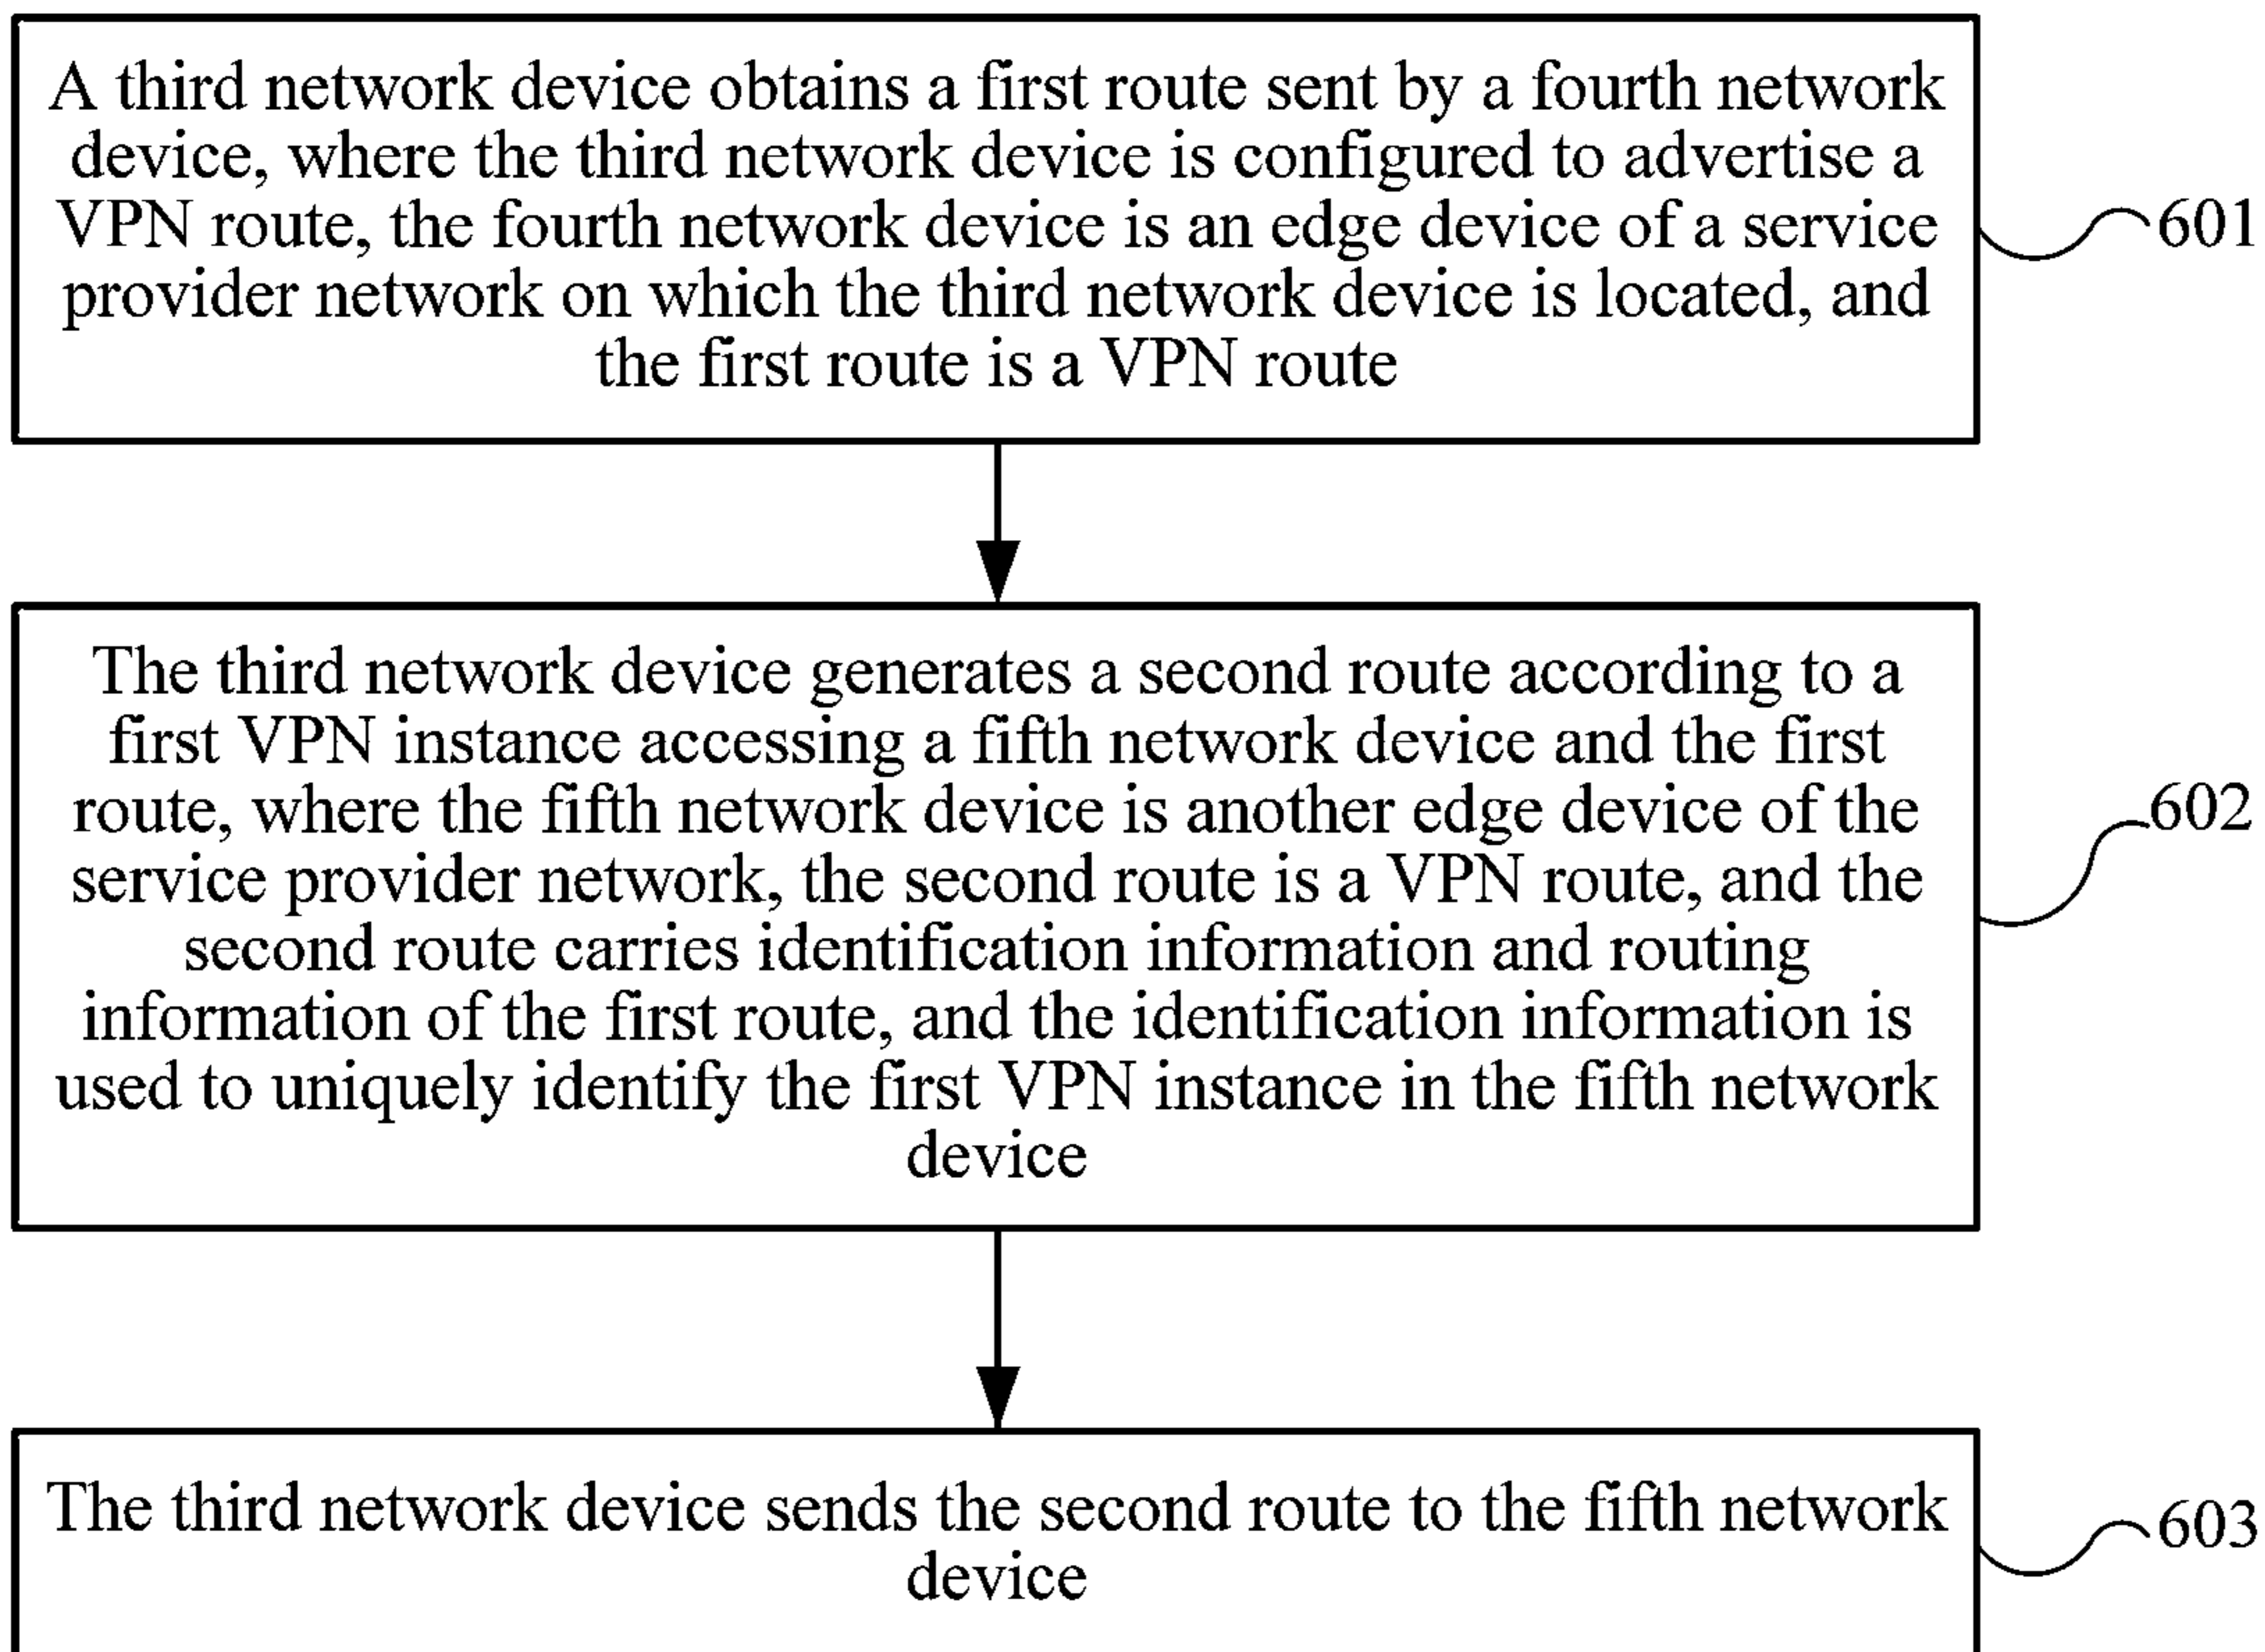 A third network device obtains a first route sent by a fourth network
device, where the third network device is configured to advertise a
VPN route, the fourth network device is an edge device of a service
provider network on which the third network device is located, and
the first route is a VPN route
601
The third network device generates a second route according to a
first VPN instance accessing a fifth network device and the first
route, where the fifth network device is another edge device of the
service provider network, the second route is a VPN route, and the
second route carries identification information and routing
information of the first route, and the identification information is
used to uniquely identify the first VPN instance in the fifth network
device
602
The third network device sends the second route to the fifth network
device
603